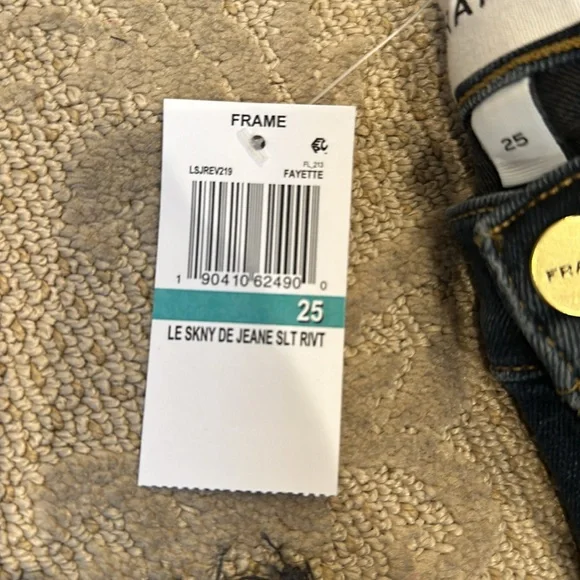 FRAME
FL_213
LSJREV219 FAYETTE
1 90410 62490 0
25
LE SKNY DE JEANE SLT RIVT
25
FRA